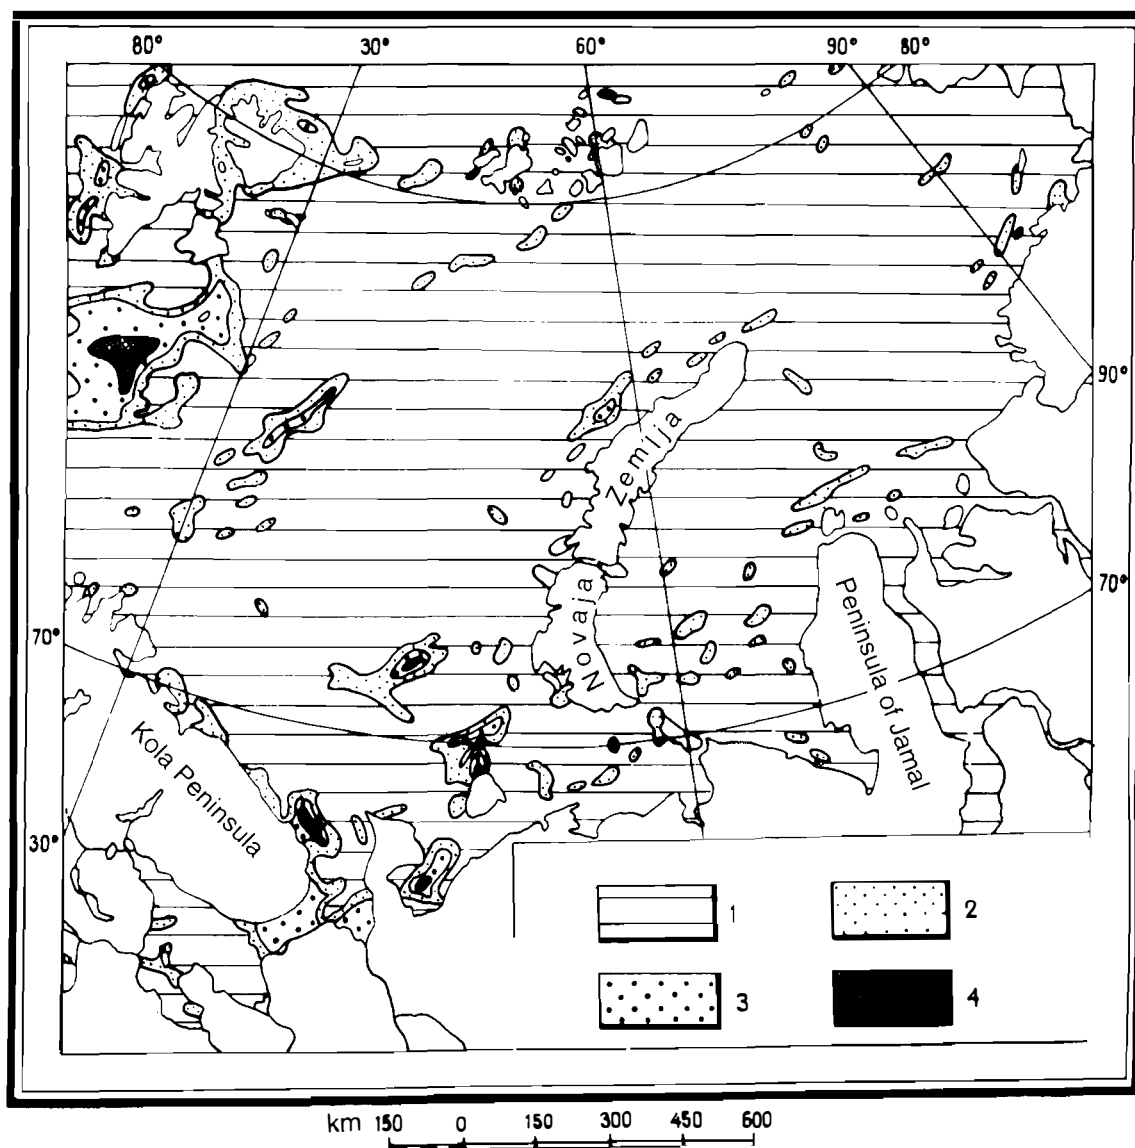 80° 30° 60° 90° 80°
90°
Zemlja
Novaja
70°
70°
Peninsula of Jamal
Kola Peninsula
30°
1 2
3 4
km 150 0 150 300 450 600